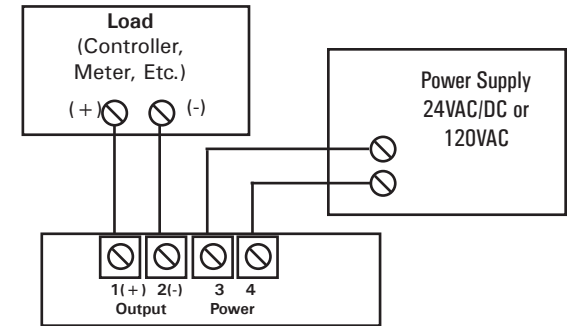 Load
(Controller,
Meter, Etc.)
(+) (-)
Power Supply
24VAC/DC or
120VAC
1(+) 2(-) 3 4
Output Power